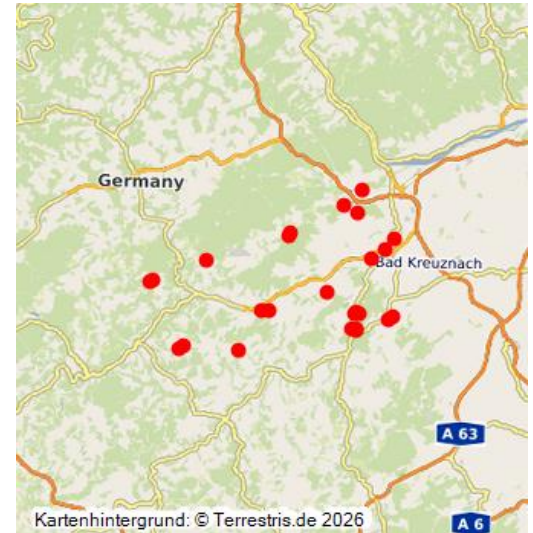 Germany
Bad Kreuznach
A 63
A 6
Kartenhintergrund: © Terrestris.de 2026